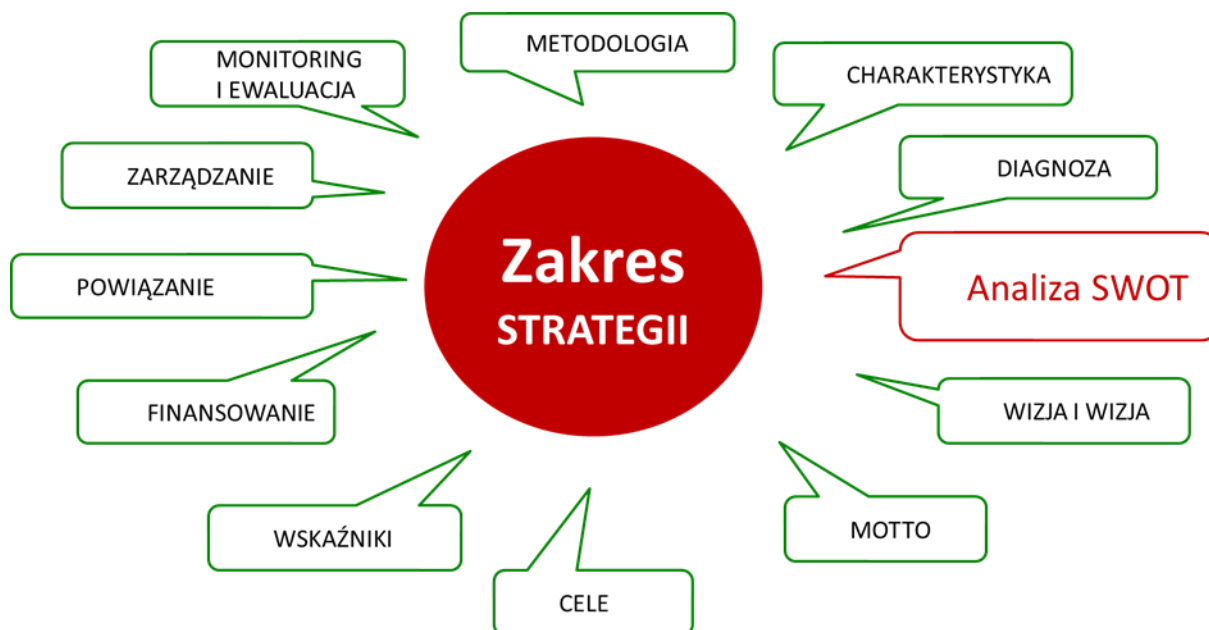 METODOLOGIA
MONITORING
I EWALUACJA
CHARAKTERYSTYKA
ZARZĄDZANIE
DIAGNOZA
Zakres
STRATEGII
POWIĄZANIE
Analiza SWOT
FINANSOWANIE
WIZJA I WIZJA
WSKAŹNIKI
MOTTO
CELE